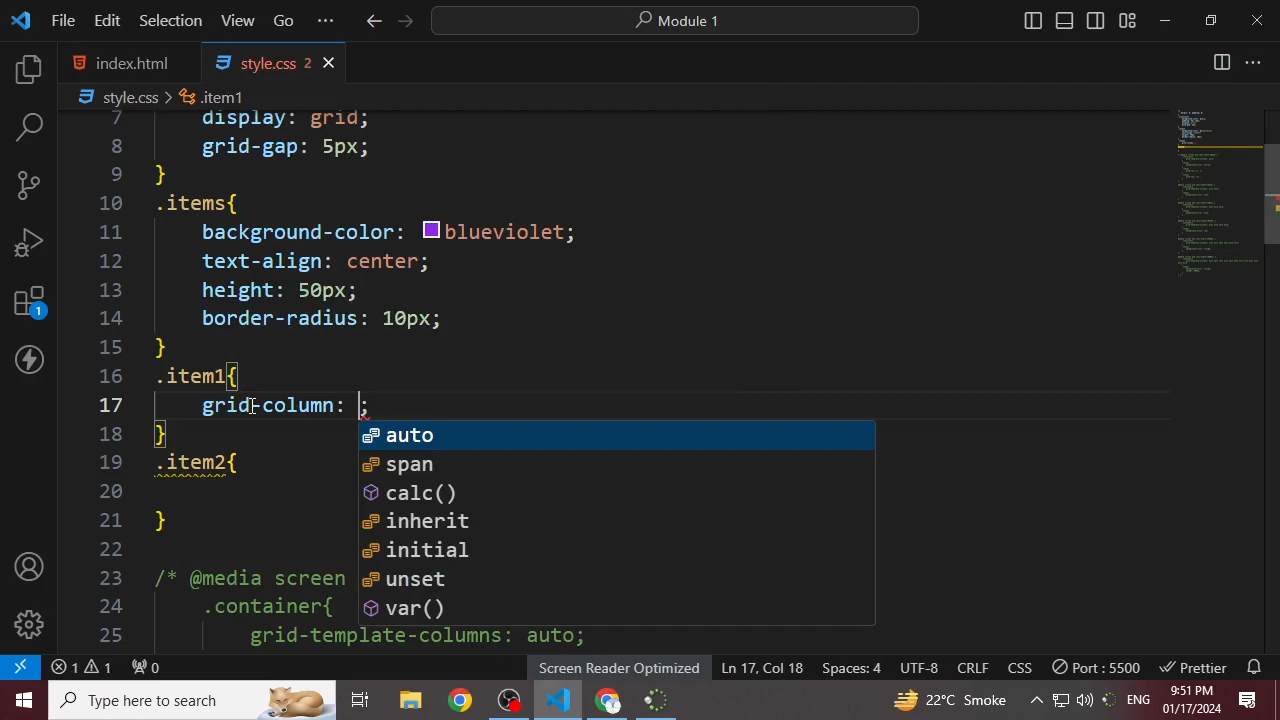 File Edit Selection View Go ··· Module 1
index.html style.css 2
style.css > .item1
7 display: grid;
8 grid-gap: 5px;
9 }
10 .items{
11 background-color: blueviolet;
12 text-align: center;
13 height: 50px;
14 border-radius: 10px;
15 }
16 .item1{
17 grid-column: ;
18 }
auto
19 .item2{
span
20
calc()
21 }
inherit
22
initial
23 /* @media screen
unset
24 .container{
var()
25 grid-template-columns: auto;
1
1 1 0 Screen Reader Optimized Ln 17, Col 18 Spaces: 4 UTF-8 CRLF CSS Port : 5500 Prettier
Type here to search 22°C Smoke ENG 9:51 PM
01/17/2024